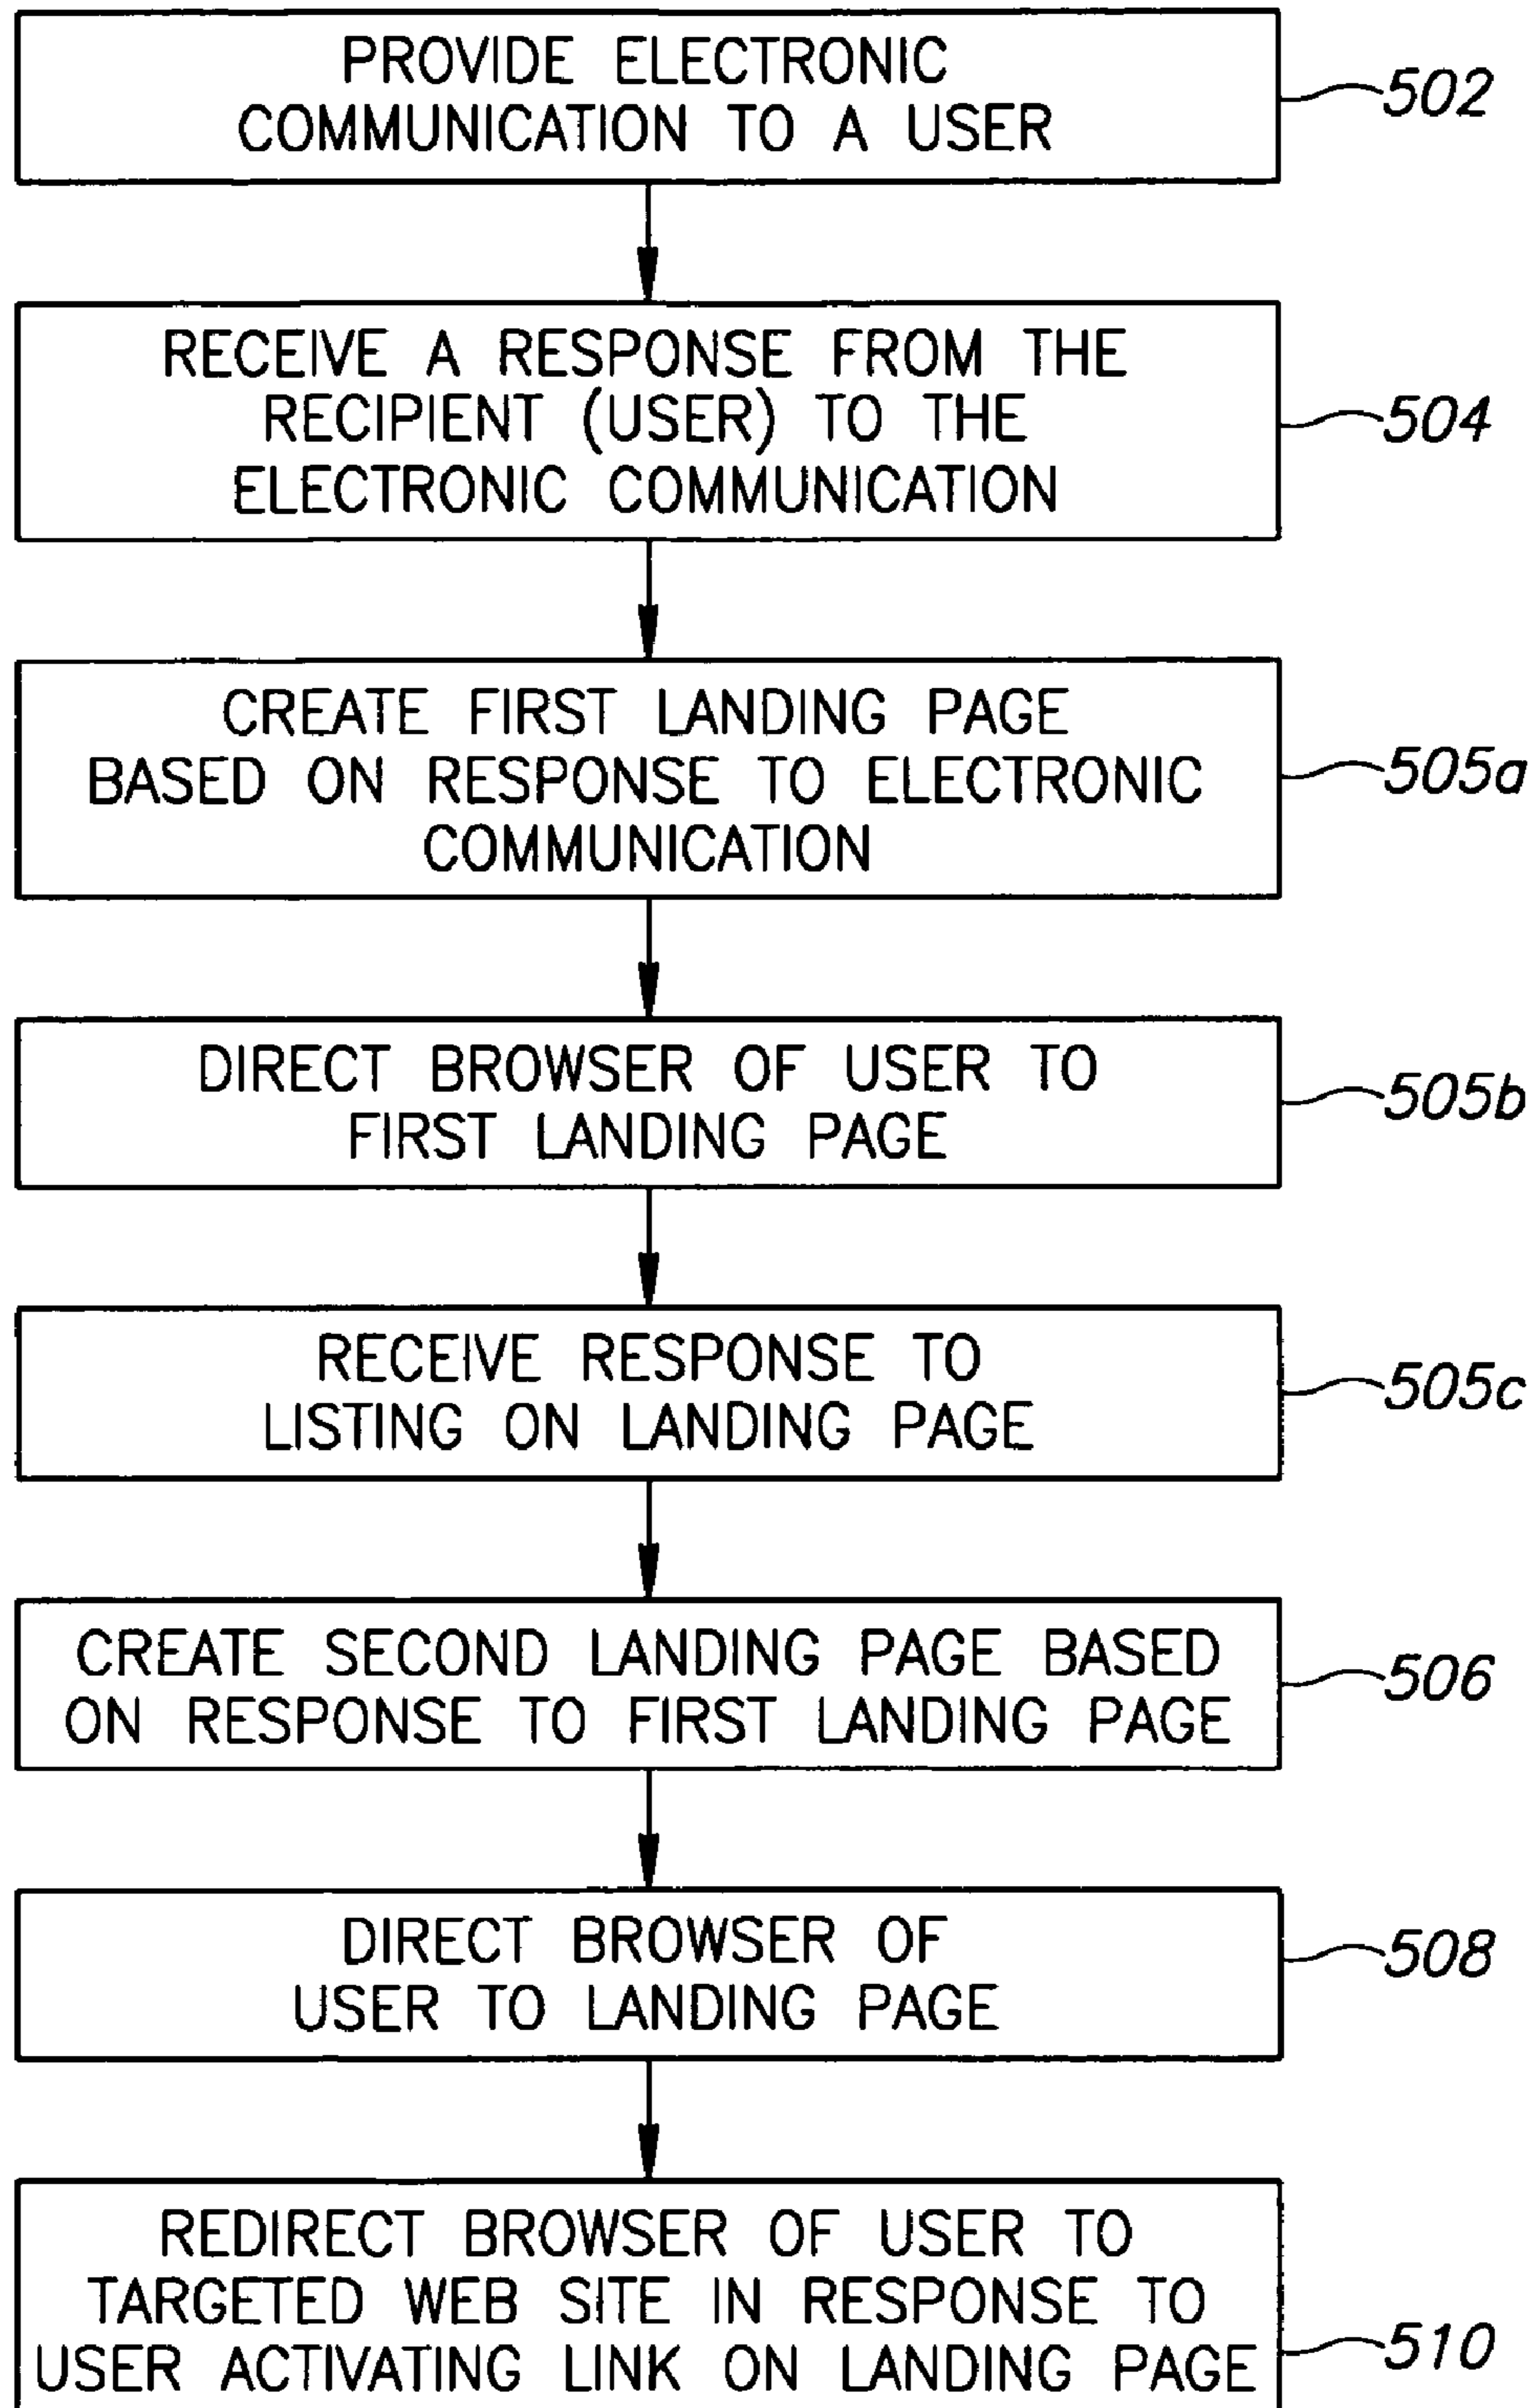 PROVIDE ELECTRONIC
COMMUNICATION TO A USER
502
RECEIVE A RESPONSE FROM THE
RECIPIENT (USER) TO THE
ELECTRONIC COMMUNICATION
504
CREATE FIRST LANDING PAGE
BASED ON RESPONSE TO ELECTRONIC
COMMUNICATION
505a
DIRECT BROWSER OF USER TO
FIRST LANDING PAGE
505b
RECEIVE RESPONSE TO
LISTING ON LANDING PAGE
505c
CREATE SECOND LANDING PAGE BASED
ON RESPONSE TO FIRST LANDING PAGE
506
DIRECT BROWSER OF
USER TO LANDING PAGE
508
REDIRECT BROWSER OF USER TO
TARGETED WEB SITE IN RESPONSE TO
USER ACTIVATING LINK ON LANDING PAGE
510